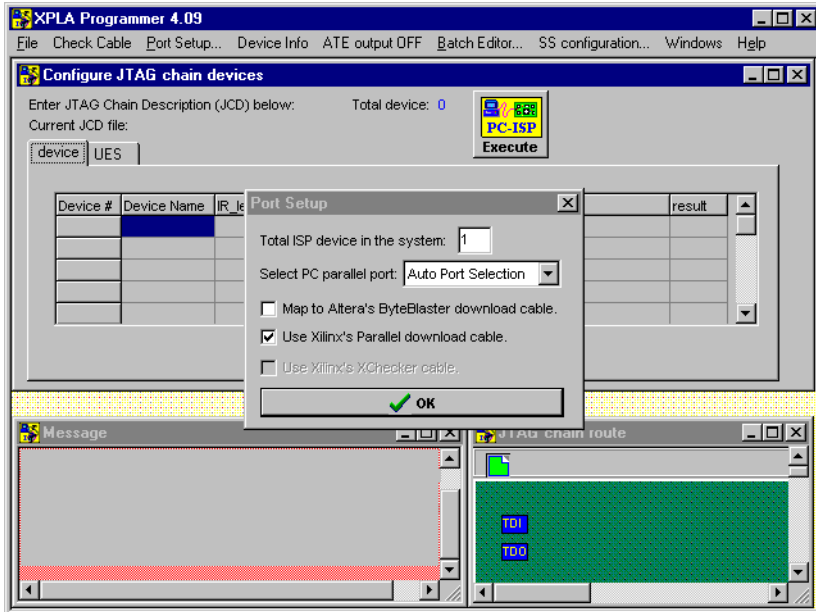 XPLA Programmer 4.09
File Check Cable Port Setup... Device Info ATE output OFF Batch Editor... SS configuration... Windows Help
Configure JTAG chain devices
Enter JTAG Chain Description (JCD) below: Total device: 0
Current JCD file:
PC-ISP
Execute
device UES
Device # Device Name IR_le result
Port Setup
Total ISP device in the system: 1
Select PC parallel port: Auto Port Selection
Map to Altera's ByteBlaster download cable.
Use Xilinx's Parallel download cable.
Use Xilinx's XChecker cable.
OK
Message
JTAG chain route
TDI
TDO